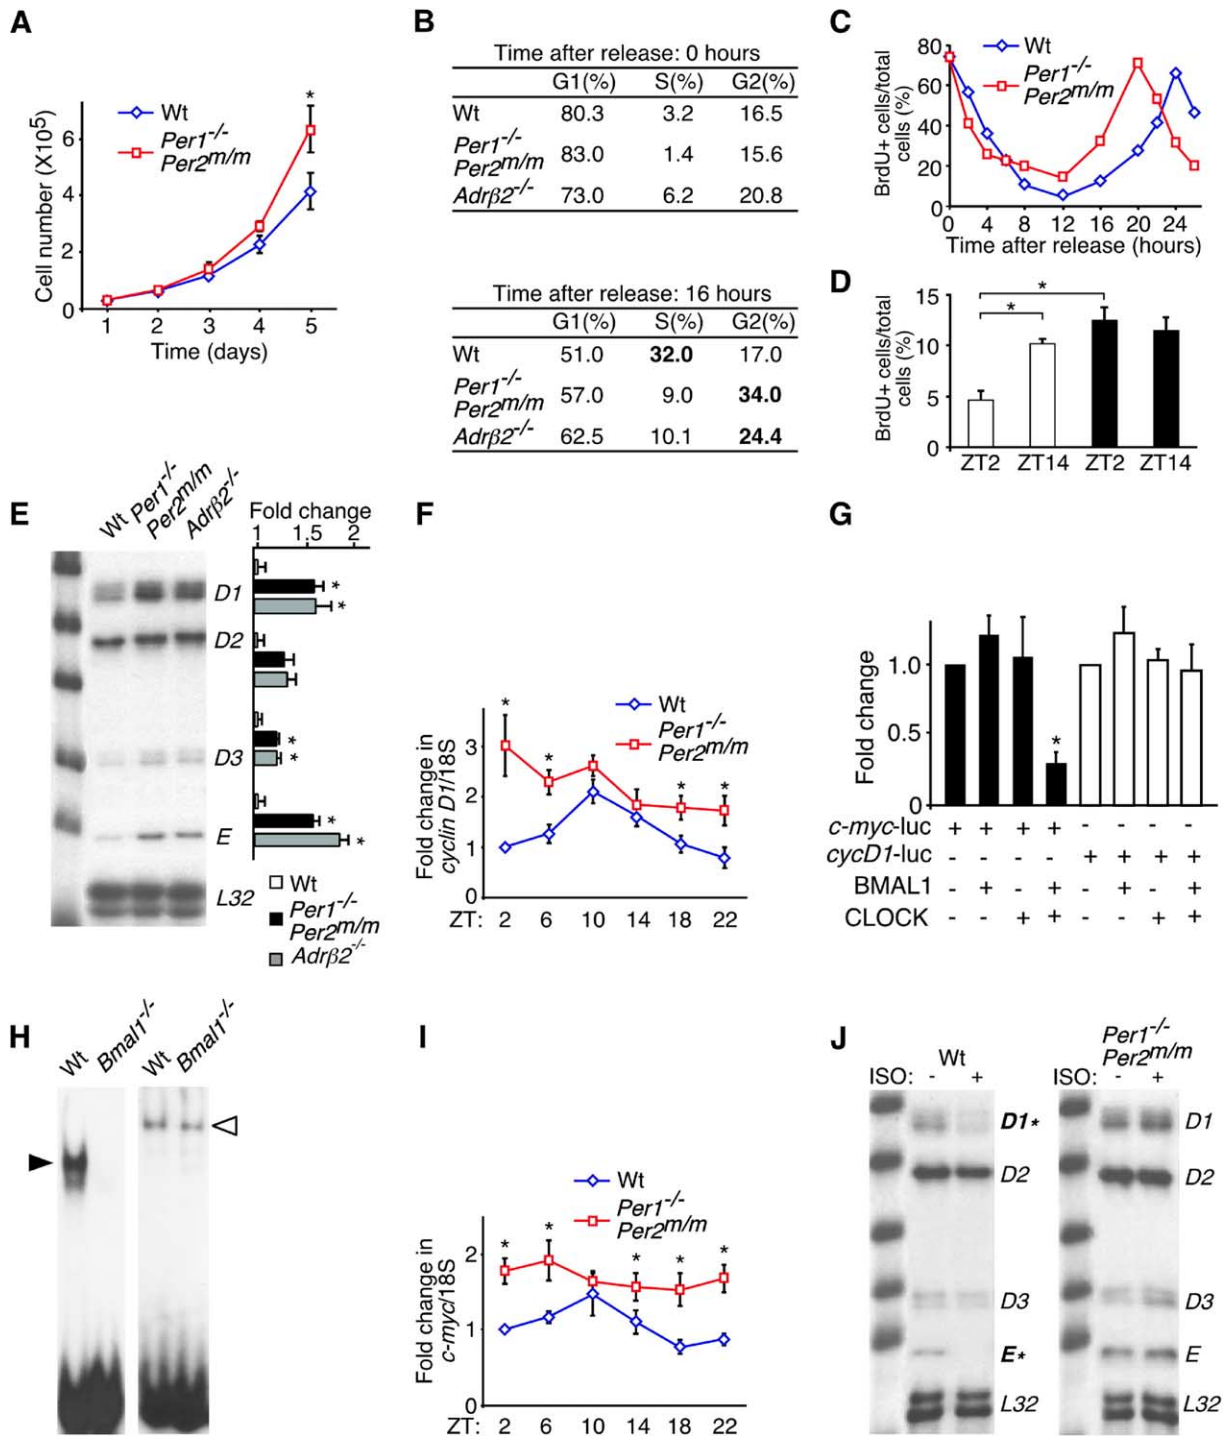 A
Cell number (X10⁵)
6
4
2
0
Wt
Per1-/-
Per2m/m
*
1 2 3 4 5
Time (days)
B
Time after release: 0 hours
G1(%) S(%) G2(%)
Wt 80.3 3.2 16.5
Per1-/-
Per2m/m 83.0 1.4 15.6
Adrβ2-/- 73.0 6.2 20.8
Time after release: 16 hours
G1(%) S(%) G2(%)
Wt 51.0 32.0 17.0
Per1-/-
Per2m/m 57.0 9.0 34.0
Adrβ2-/- 62.5 10.1 24.4
C
BrdU+ cells/total
cells (%)
80
60
40
20
0
Wt
Per1-/-
Per2m/m
0 4 8 12 16 20 24
Time after release (hours)
D
BrdU+ cells/total
cells (%)
15
10
5
0
*
*
ZT2 ZT14 ZT2 ZT14
E
Wt Per1-/- Per2m/m Adrβ2-/-
Fold change
1 1.5 2
D1
*
*
D2
D3
*
*
E
*
*
L32
Wt
Per1-/-
Per2m/m
Adrβ2-/-
F
Fold change in
cyclin D1/18S
3
2
1
0
Wt
Per1-/-
Per2m/m
* * * *
ZT: 2 6 10 14 18 22
G
Fold change
1.0
0.5
0
*
c-myc-luc + + + + - - - -
cycD1-luc - - - - + + + +
BMAL1 - + - + - + - +
CLOCK - - + + - - + +
H
Wt Bmal1-/- Wt Bmal1-/-
I
Fold change in
c-myc/18S
2
1
0
Wt
Per1-/-
Per2m/m
* * * * *
ZT: 2 6 10 14 18 22
J
Wt
ISO: - +
D1*
D2
D3
E*
L32
Per1-/-
Per2m/m
ISO: - +
D1
D2
D3
E
L32